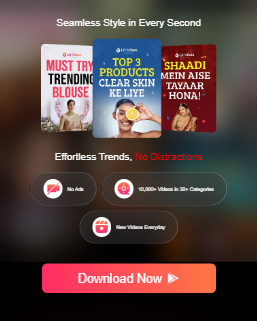 Seamless Style in Every Second
MUST TRY
TRENDING
BLOUSE
TOP 3
PRODUCTS
CLEAR SKIN
KE LIYE
SHAADI
MEIN AISE
TAYAAR
HONA!
Effortless Trends, No Distractions
No Ads
10,000+ Videos in 30+ Categories
New Videos Everyday
Download Now